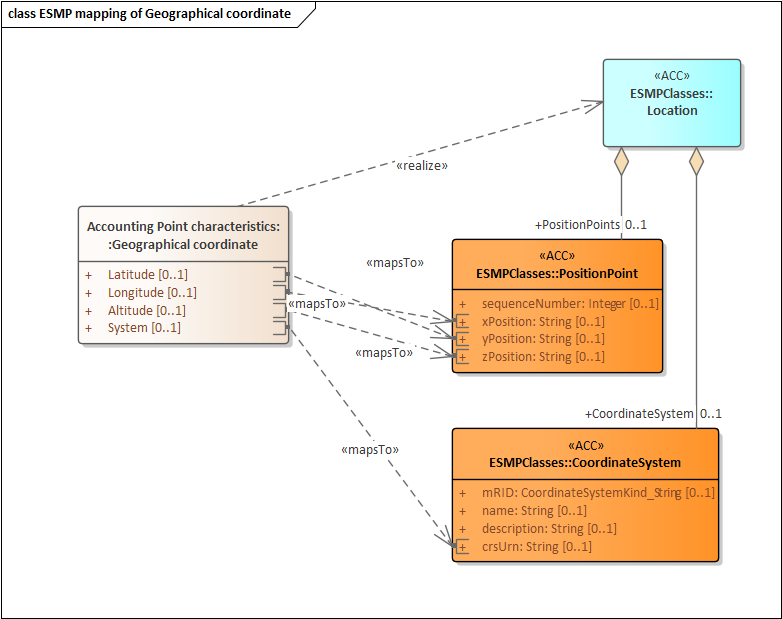 class ESMP mapping of Geographical coordinate
«ACC»
ESMPClasses::
Location
«realize»
Accounting Point characteristics:
:Geographical coordinate
+ Latitude [0..1]
+ Longitude [0..1]
+ Altitude [0..1]
+ System [0..1]
+PositionPoints 0..1
«mapsTo»
«mapsTo»
«mapsTo»
«ACC»
ESMPClasses::PositionPoint
+ sequenceNumber: Integer [0..1]
+ xPosition: String [0..1]
+ yPosition: String [0..1]
+ zPosition: String [0..1]
+CoordinateSystem 0..1
«mapsTo»
«ACC»
ESMPClasses::CoordinateSystem
+ mRID: CoordinateSystemKind_String [0..1]
+ name: String [0..1]
+ description: String [0..1]
+ crsUrn: String [0..1]